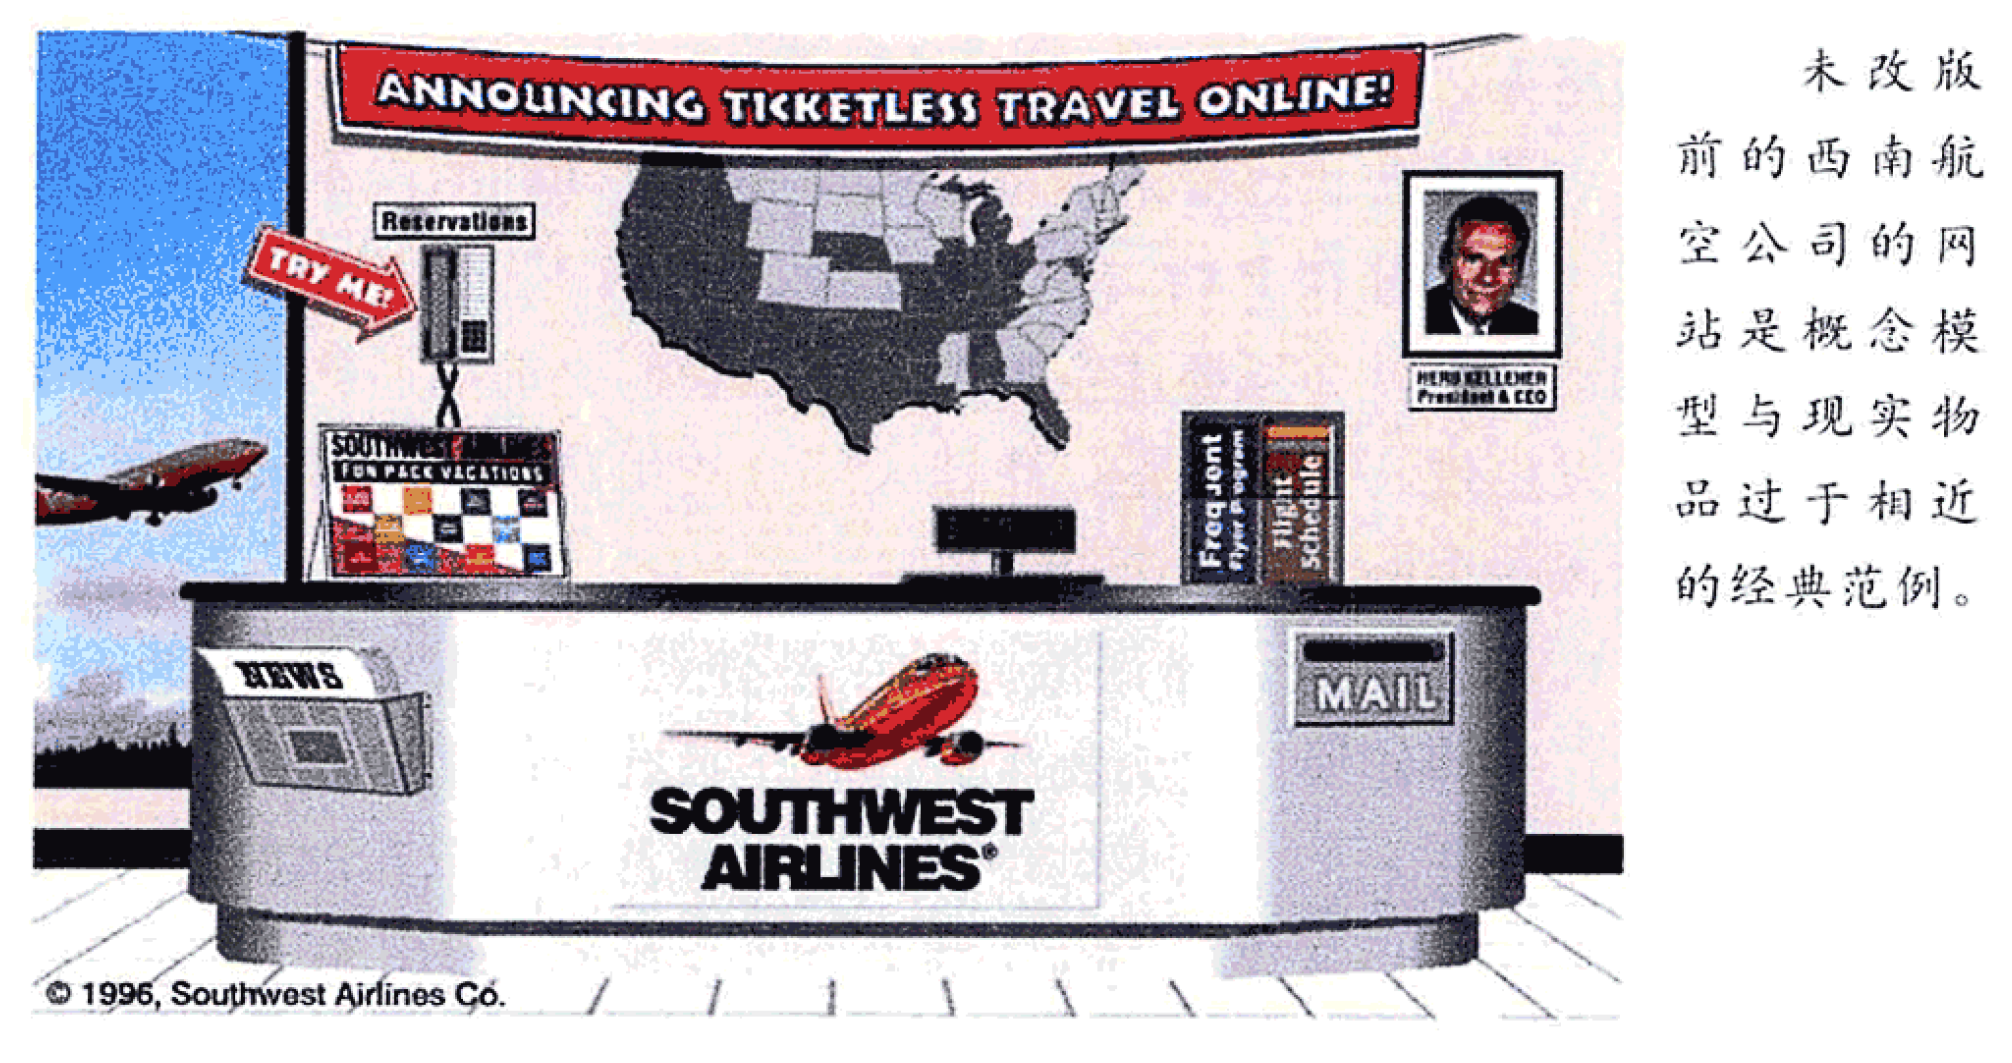 ANNOUNCING TICKETLESS TRAVEL ONLINE!
Reservations
TRY ME!
HERB KELLEHER
President & CEO
SOUTHWEST AIRLINES
FUN PACK VACATIONS
Frequent
Flyer Program
Flight
Schedule
NEWS
MAIL
SOUTHWEST
AIRLINES®
© 1996, Southwest Airlines Co.
未改版
前的西南航
空公司的网
站是概念模
型与现实物
品过于相近
的经典范例。